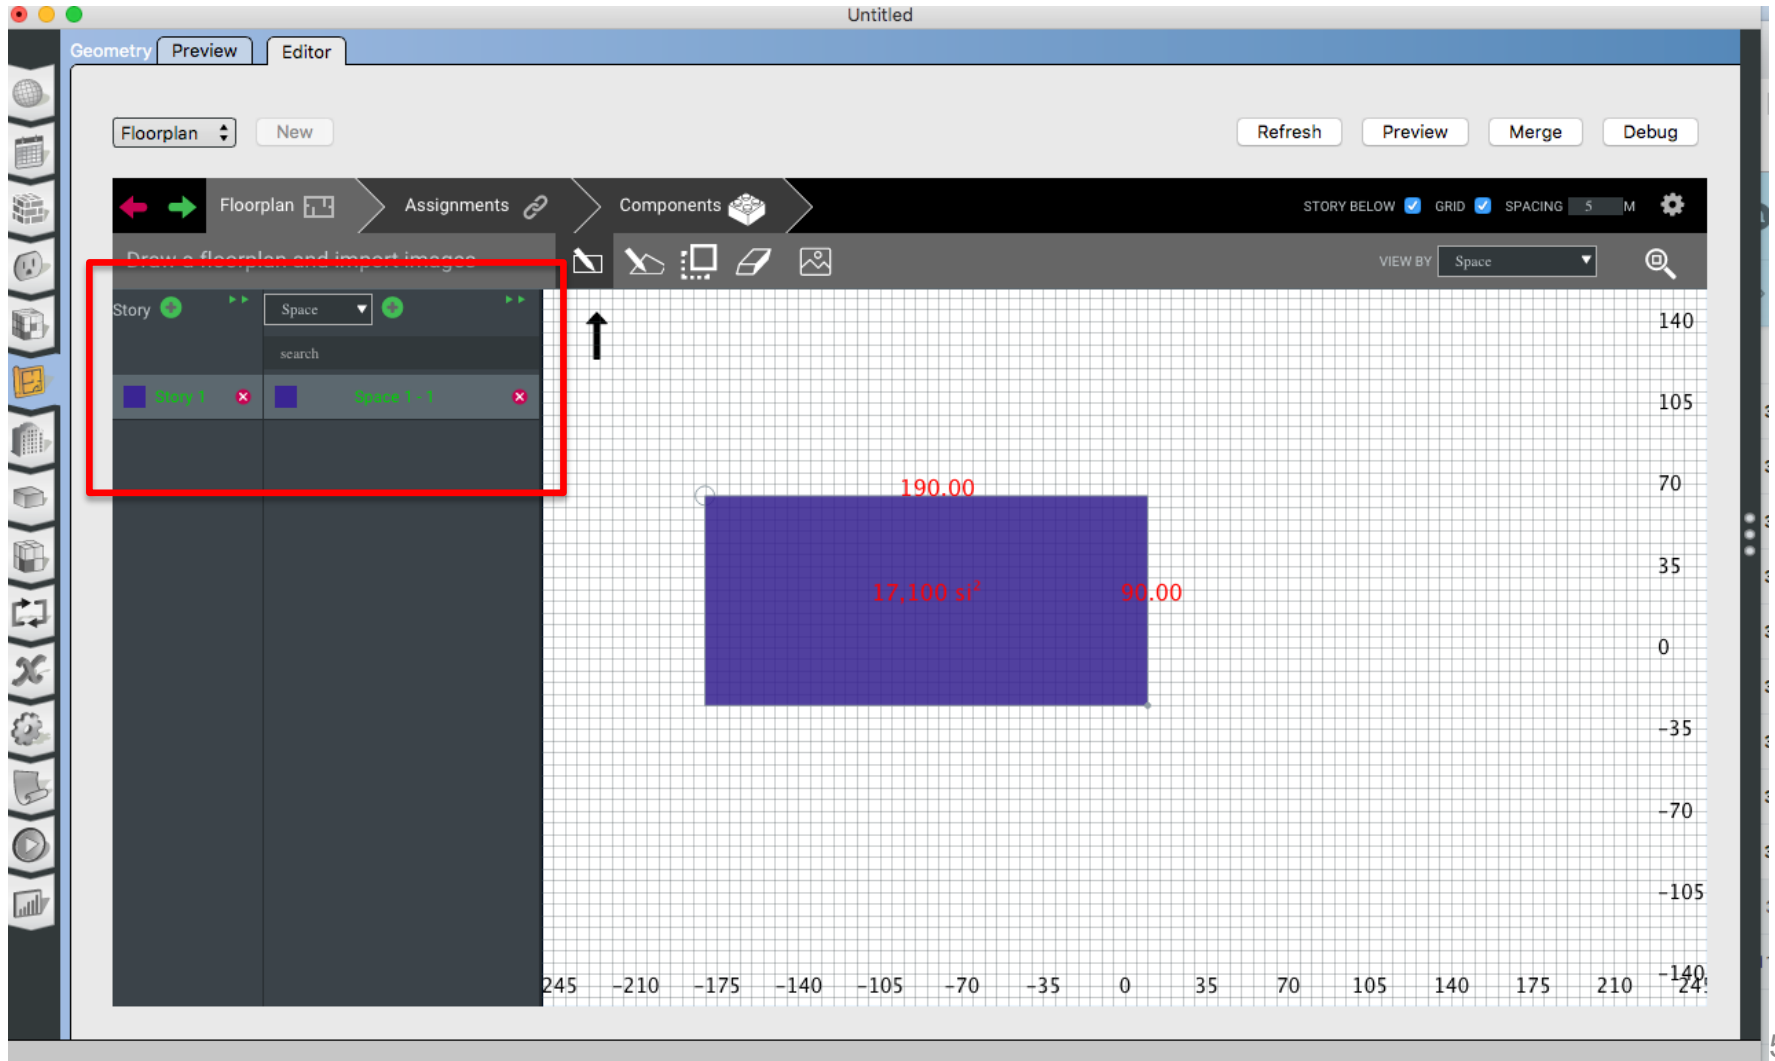 Untitled
Geometry Preview Editor
Floorplan New Refresh Preview Merge Debug
Floorplan Assignments Components STORY BELOW GRID SPACING 5 M
Draw a floorplan and import images VIEW BY Space
Story Space
search
Story 1 Space 1 - 1
140
105
70
190.00
35
17,100 si²
90.00
0
-35
-70
-105
-140
245 -210 -175 -140 -105 -70 -35 0 35 70 105 140 175 210 24